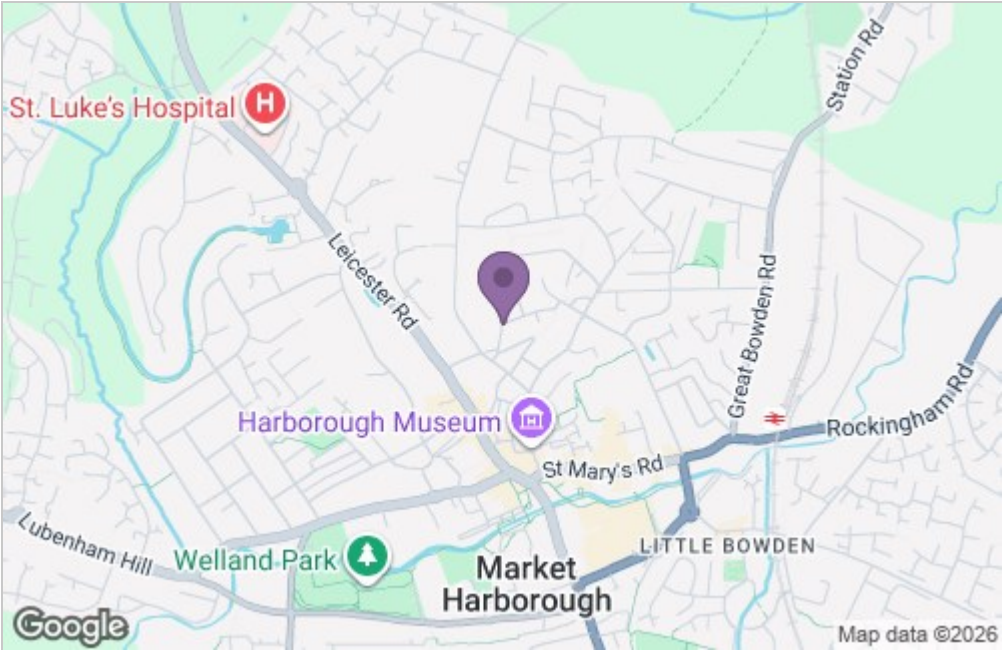 Station Rd
St. Luke's Hospital
H
Leicester Rd
Great Bowden Rd
Rockingham Rd
Harborough Museum
St Mary's Rd
Lubenham Hill
Welland Park
LITTLE BOWDEN
Market
Harborough
Google
Map data ©2026